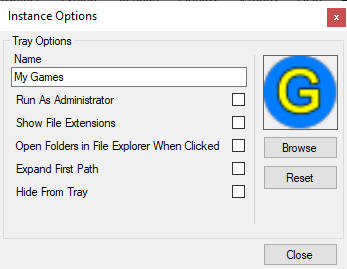 Instance Options
x
Tray Options
Name
My Games
Run As Administrator
Show File Extensions
Open Folders in File Explorer When Clicked
Expand First Path
Hide From Tray
G
Browse
Reset
Close